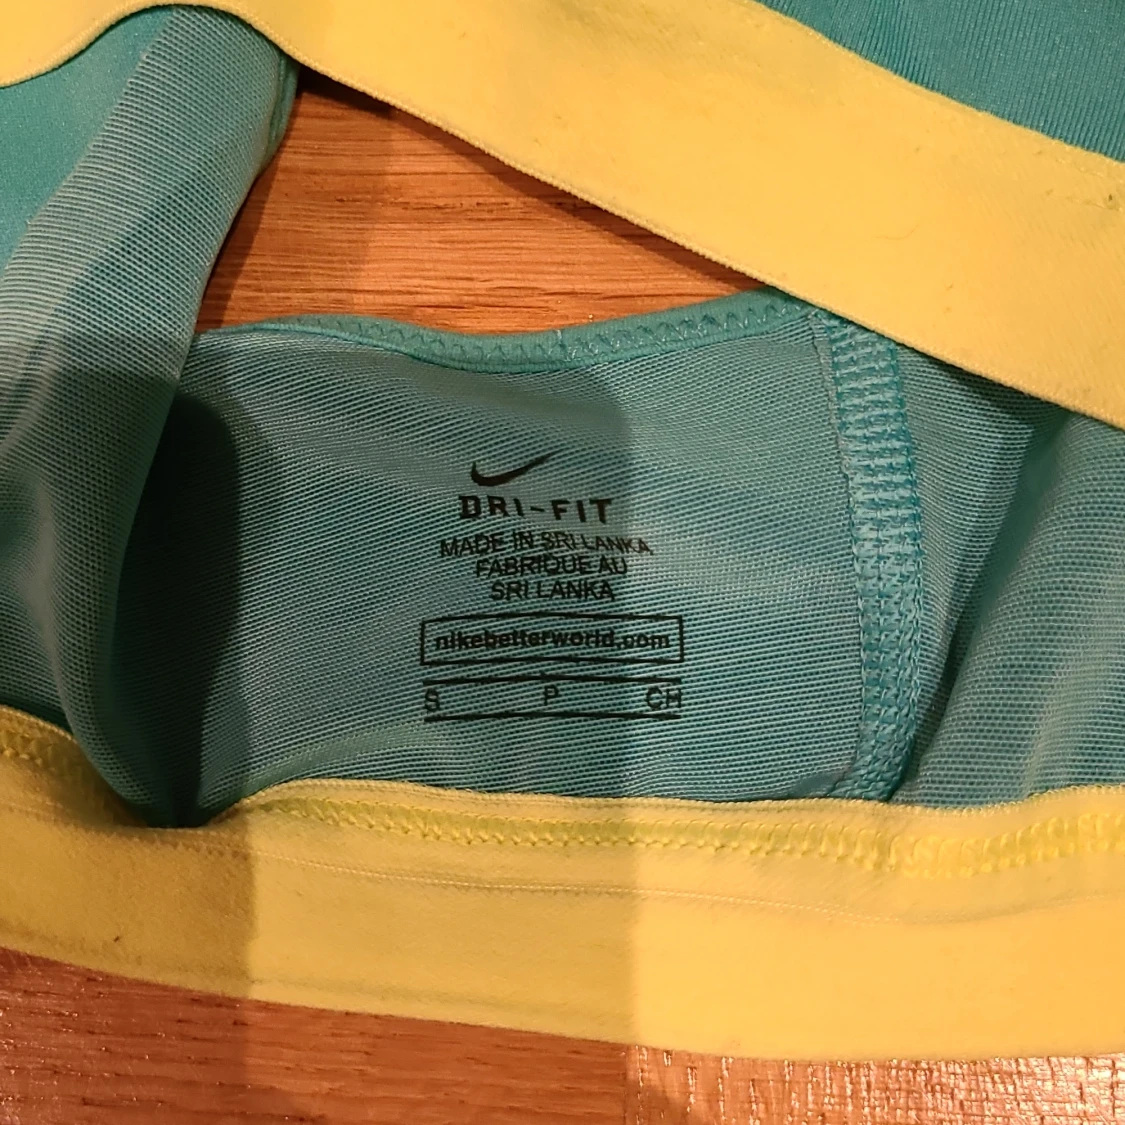 DRI-FIT
MADE IN SRI LANKA
FABRIQUE AU
SRI LANKA
nikebetterworld.com
S P CH